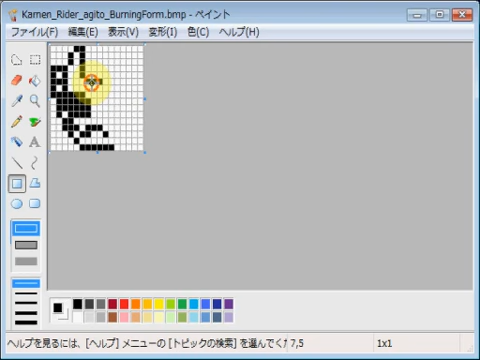 Kamen_Rider_agito_BurningForm.bmp - ペイント
ファイル(F) 編集(E) 表示(V) 変形(I) 色(C) ヘルプ(H)
A
ヘルプを見るには、[ヘルプ] メニューの [トピックの検索] を選んでくだ 7,5 1x1